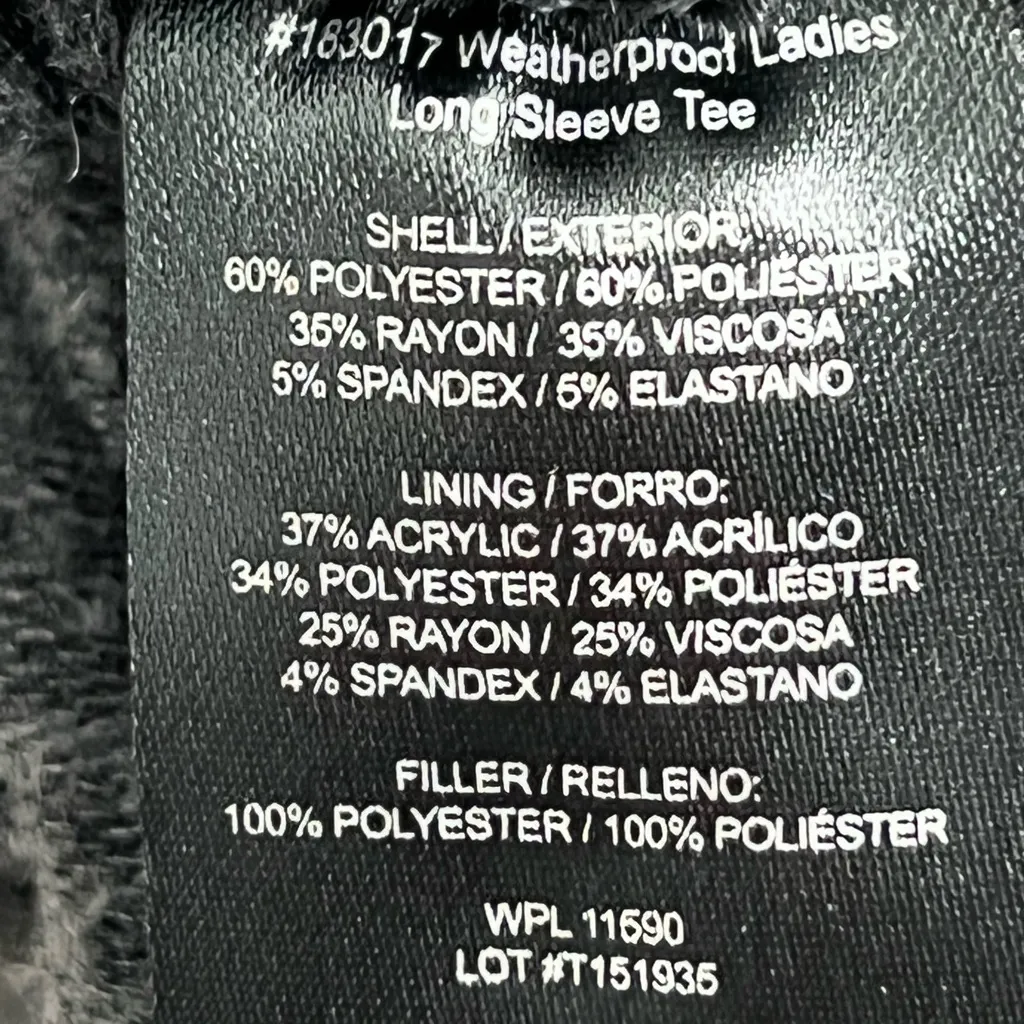 #183017 Weatherproof Ladies
Long Sleeve Tee
SHELL / EXTERIOR:
60% POLYESTER / 60% POLIÉSTER
35% RAYON / 35% VISCOSA
5% SPANDEX / 5% ELASTANO
LINING / FORRO:
37% ACRYLIC / 37% ACRÍLICO
34% POLYESTER / 34% POLIÉSTER
25% RAYON / 25% VISCOSA
4% SPANDEX / 4% ELASTANO
FILLER / RELLENO:
100% POLYESTER / 100% POLIÉSTER
WPL 11690
LOT #T151935